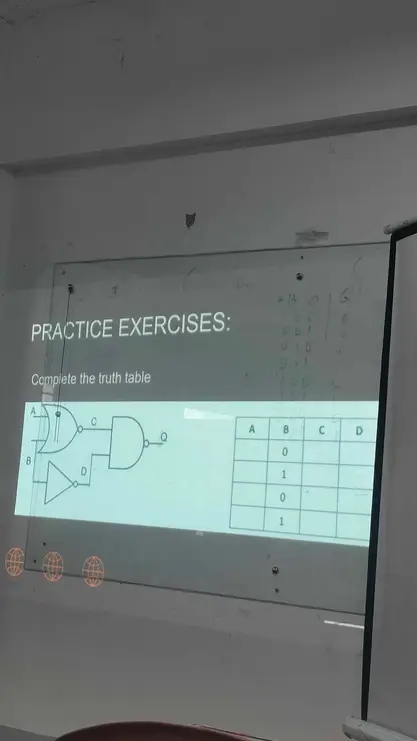 PRACTICE EXERCISES:
Complete the truth table
A
C
Q
B
D
A B C D
0
1
0
1